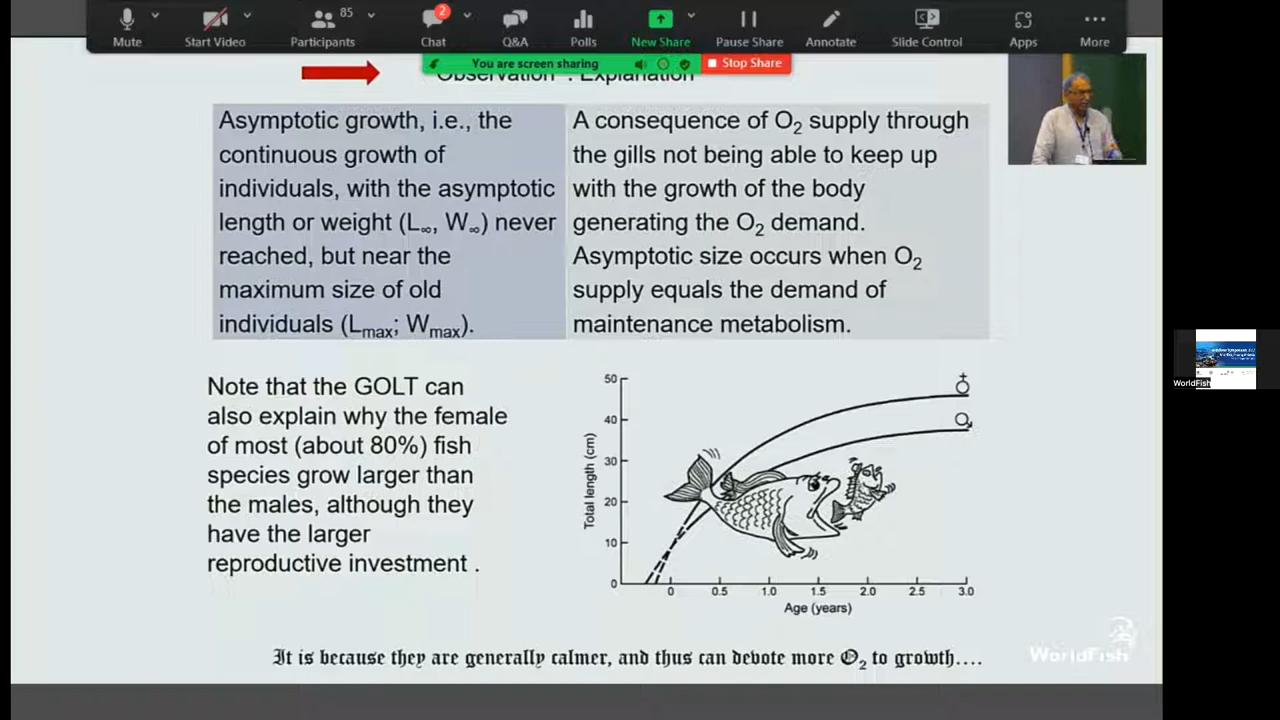 85
2
Mute
Start Video
Participants
Chat
Q&A
Polls
New Share
Pause Share
Annotate
Slide Control
Apps
More
You are screen sharing
Stop Share
Observation : Explanation
Asymptotic growth, i.e., the
continuous growth of
individuals, with the asymptotic
length or weight (L∞, W∞) never
reached, but near the
maximum size of old
individuals (Lmax; Wmax).
A consequence of O2 supply through
the gills not being able to keep up
with the growth of the body
generating the O2 demand.
Asymptotic size occurs when O2
supply equals the demand of
maintenance metabolism.
Note that the GOLT can
also explain why the female
of most (about 80%) fish
species grow larger than
the males, although they
have the larger
reproductive investment .
50
40
30
20
10
0
Total length (cm)
0
0.5
1.0
1.5
2.0
2.5
3.0
Age (years)
It is because they are generally calmer, and thus can devote more O2 to growth....
WorldFish
WorldFish